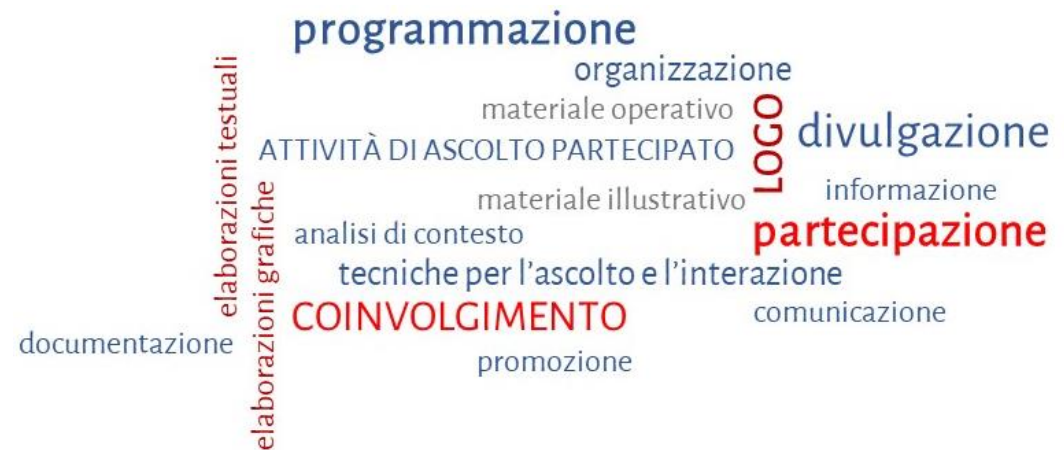 programmazione
organizzazione
elaborazioni testuali
materiale operativo
LOGO
divulgazione
ATTIVITÀ DI ASCOLTO PARTECIPATO
informazione
materiale illustrativo
elaborazioni grafiche
analisi di contesto
partecipazione
tecniche per l’ascolto e l’interazione
COINVOLGIMENTO
comunicazione
documentazione
promozione